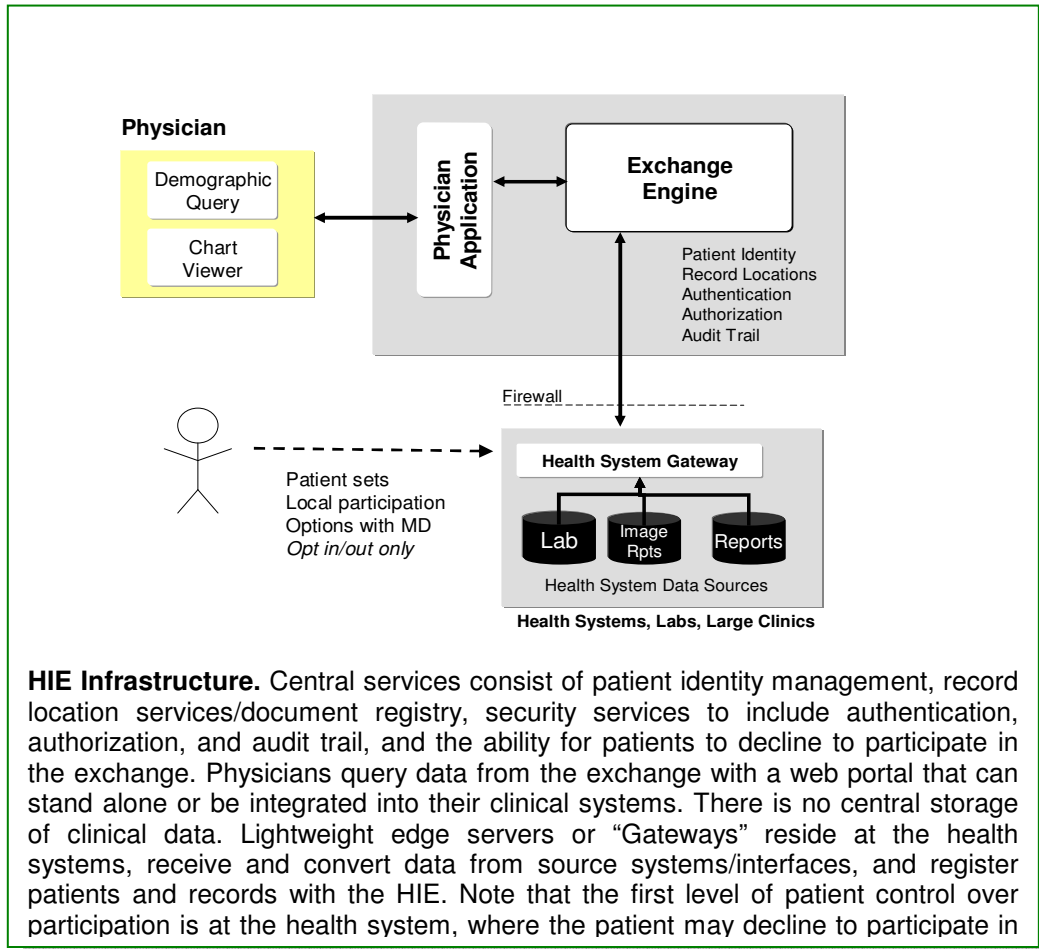 Physician
Demographic
Query
Chart
Viewer
Physician
Application
Exchange
Engine
Patient Identity
Record Locations
Authentication
Authorization
Audit Trail
Firewall
Patient sets
Local participation
Options with MD
Opt in/out only
Health System Gateway
Lab
Image
Rpts
Reports
Health System Data Sources
Health Systems, Labs, Large Clinics
HIE Infrastructure. Central services consist of patient identity management, record
location services/document registry, security services to include authentication,
authorization, and audit trail, and the ability for patients to decline to participate in
the exchange. Physicians query data from the exchange with a web portal that can
stand alone or be integrated into their clinical systems. There is no central storage
of clinical data. Lightweight edge servers or “Gateways” reside at the health
systems, receive and convert data from source systems/interfaces, and register
patients and records with the HIE. Note that the first level of patient control over
participation is at the health system, where the patient may decline to participate in